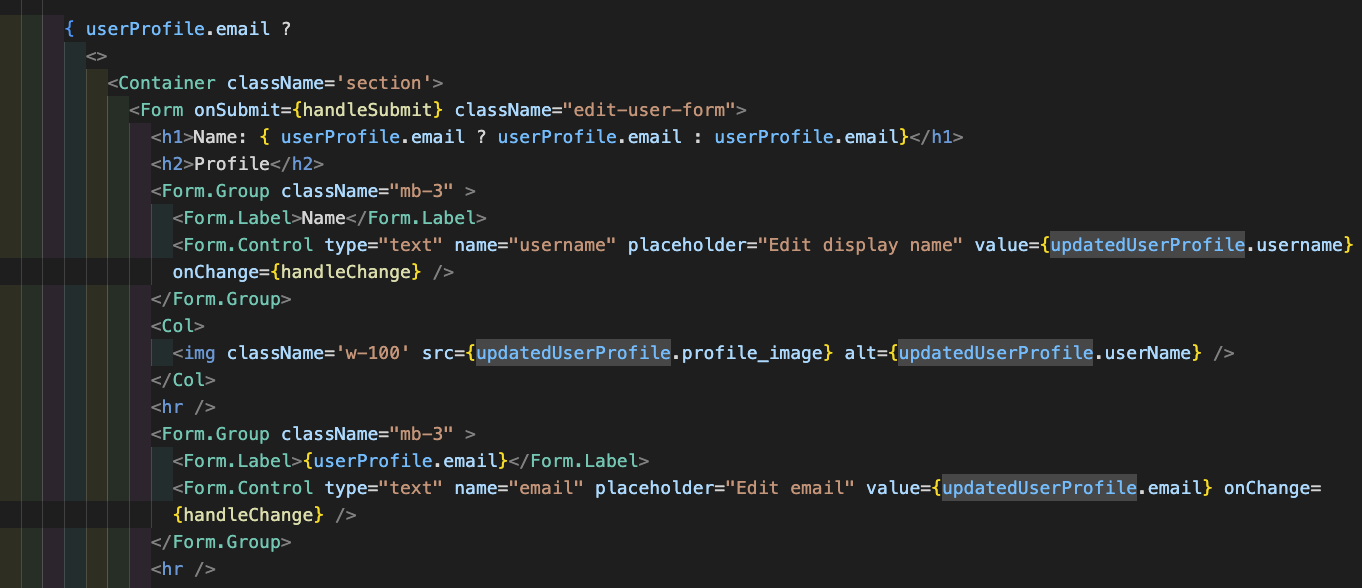 { userProfile.email ?
<>
<Container className='section'>
<Form onSubmit={handleSubmit} className="edit-user-form">
<h1>Name: { userProfile.email ? userProfile.email : userProfile.email}</h1>
<h2>Profile</h2>
<Form.Group className="mb-3" >
<Form.Label>Name</Form.Label>
<Form.Control type="text" name="username" placeholder="Edit display name" value={updatedUserProfile.username}
onChange={handleChange} />
</Form.Group>
<Col>
<img className='w-100' src={updatedUserProfile.profile_image} alt={updatedUserProfile.userName} />
</Col>
<hr />
<Form.Group className="mb-3" >
<Form.Label>{userProfile.email}</Form.Label>
<Form.Control type="text" name="email" placeholder="Edit email" value={updatedUserProfile.email} onChange=
{handleChange} />
</Form.Group>
<hr />